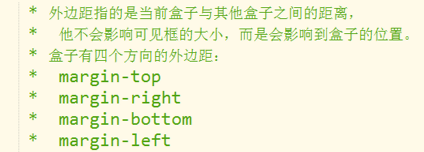 * 外边距指的是当前盒子与其他盒子之间的距离，
* 他不会影响可见框的大小，而是会影响到盒子的位置。
* 盒子有四个方向的外边距：
* margin-top
* margin-right
* margin-bottom
* margin-left